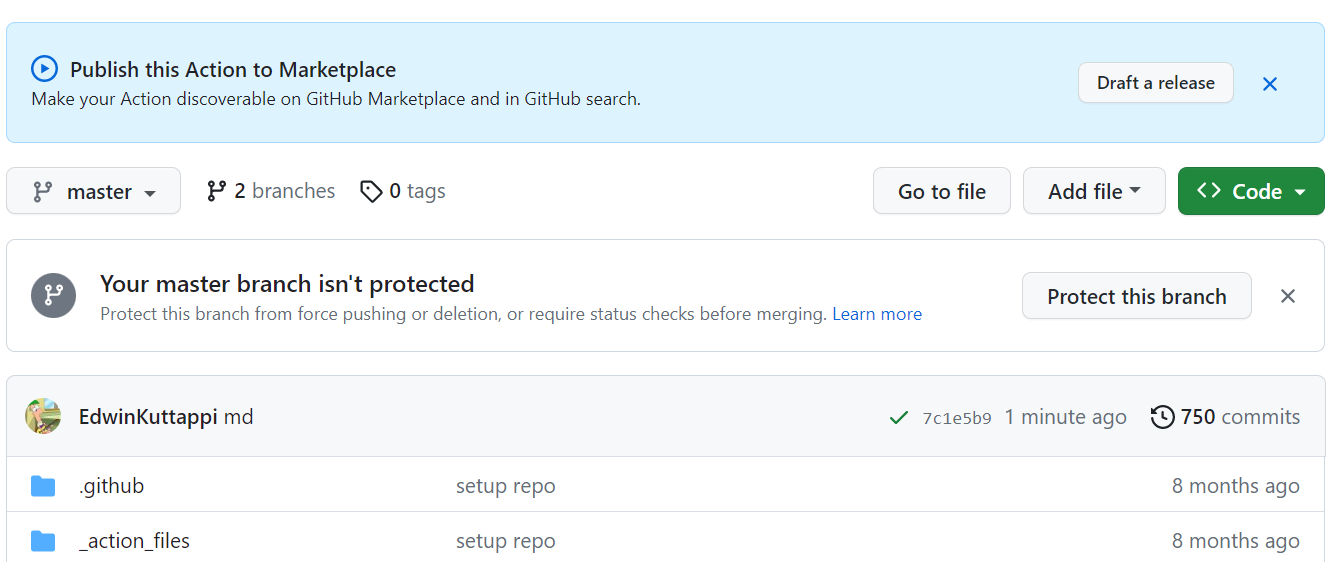 Publish this Action to Marketplace
Make your Action discoverable on GitHub Marketplace and in GitHub search.
Draft a release
master
2 branches
0 tags
Go to file
Add file
Code
Your master branch isn't protected
Protect this branch from force pushing or deletion, or require status checks before merging. Learn more
Protect this branch
EdwinKuttappi md
7c1e5b9 1 minute ago
750 commits
.github setup repo 8 months ago
_action_files setup repo 8 months ago